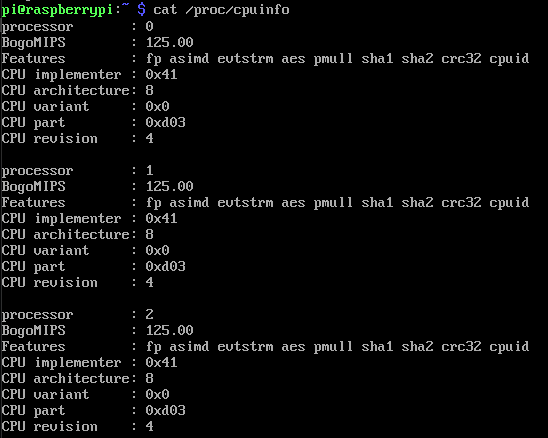 pi@raspberrypi:~ $ cat /proc/cpuinfo
processor       : 0
BogoMIPS        : 125.00
Features        : fp asimd evtstrm aes pmull sha1 sha2 crc32 cpuid
CPU implementer : 0x41
CPU architecture: 8
CPU variant     : 0x0
CPU part        : 0xd03
CPU revision    : 4

processor       : 1
BogoMIPS        : 125.00
Features        : fp asimd evtstrm aes pmull sha1 sha2 crc32 cpuid
CPU implementer : 0x41
CPU architecture: 8
CPU variant     : 0x0
CPU part        : 0xd03
CPU revision    : 4

processor       : 2
BogoMIPS        : 125.00
Features        : fp asimd evtstrm aes pmull sha1 sha2 crc32 cpuid
CPU implementer : 0x41
CPU architecture: 8
CPU variant     : 0x0
CPU part        : 0xd03
CPU revision    : 4